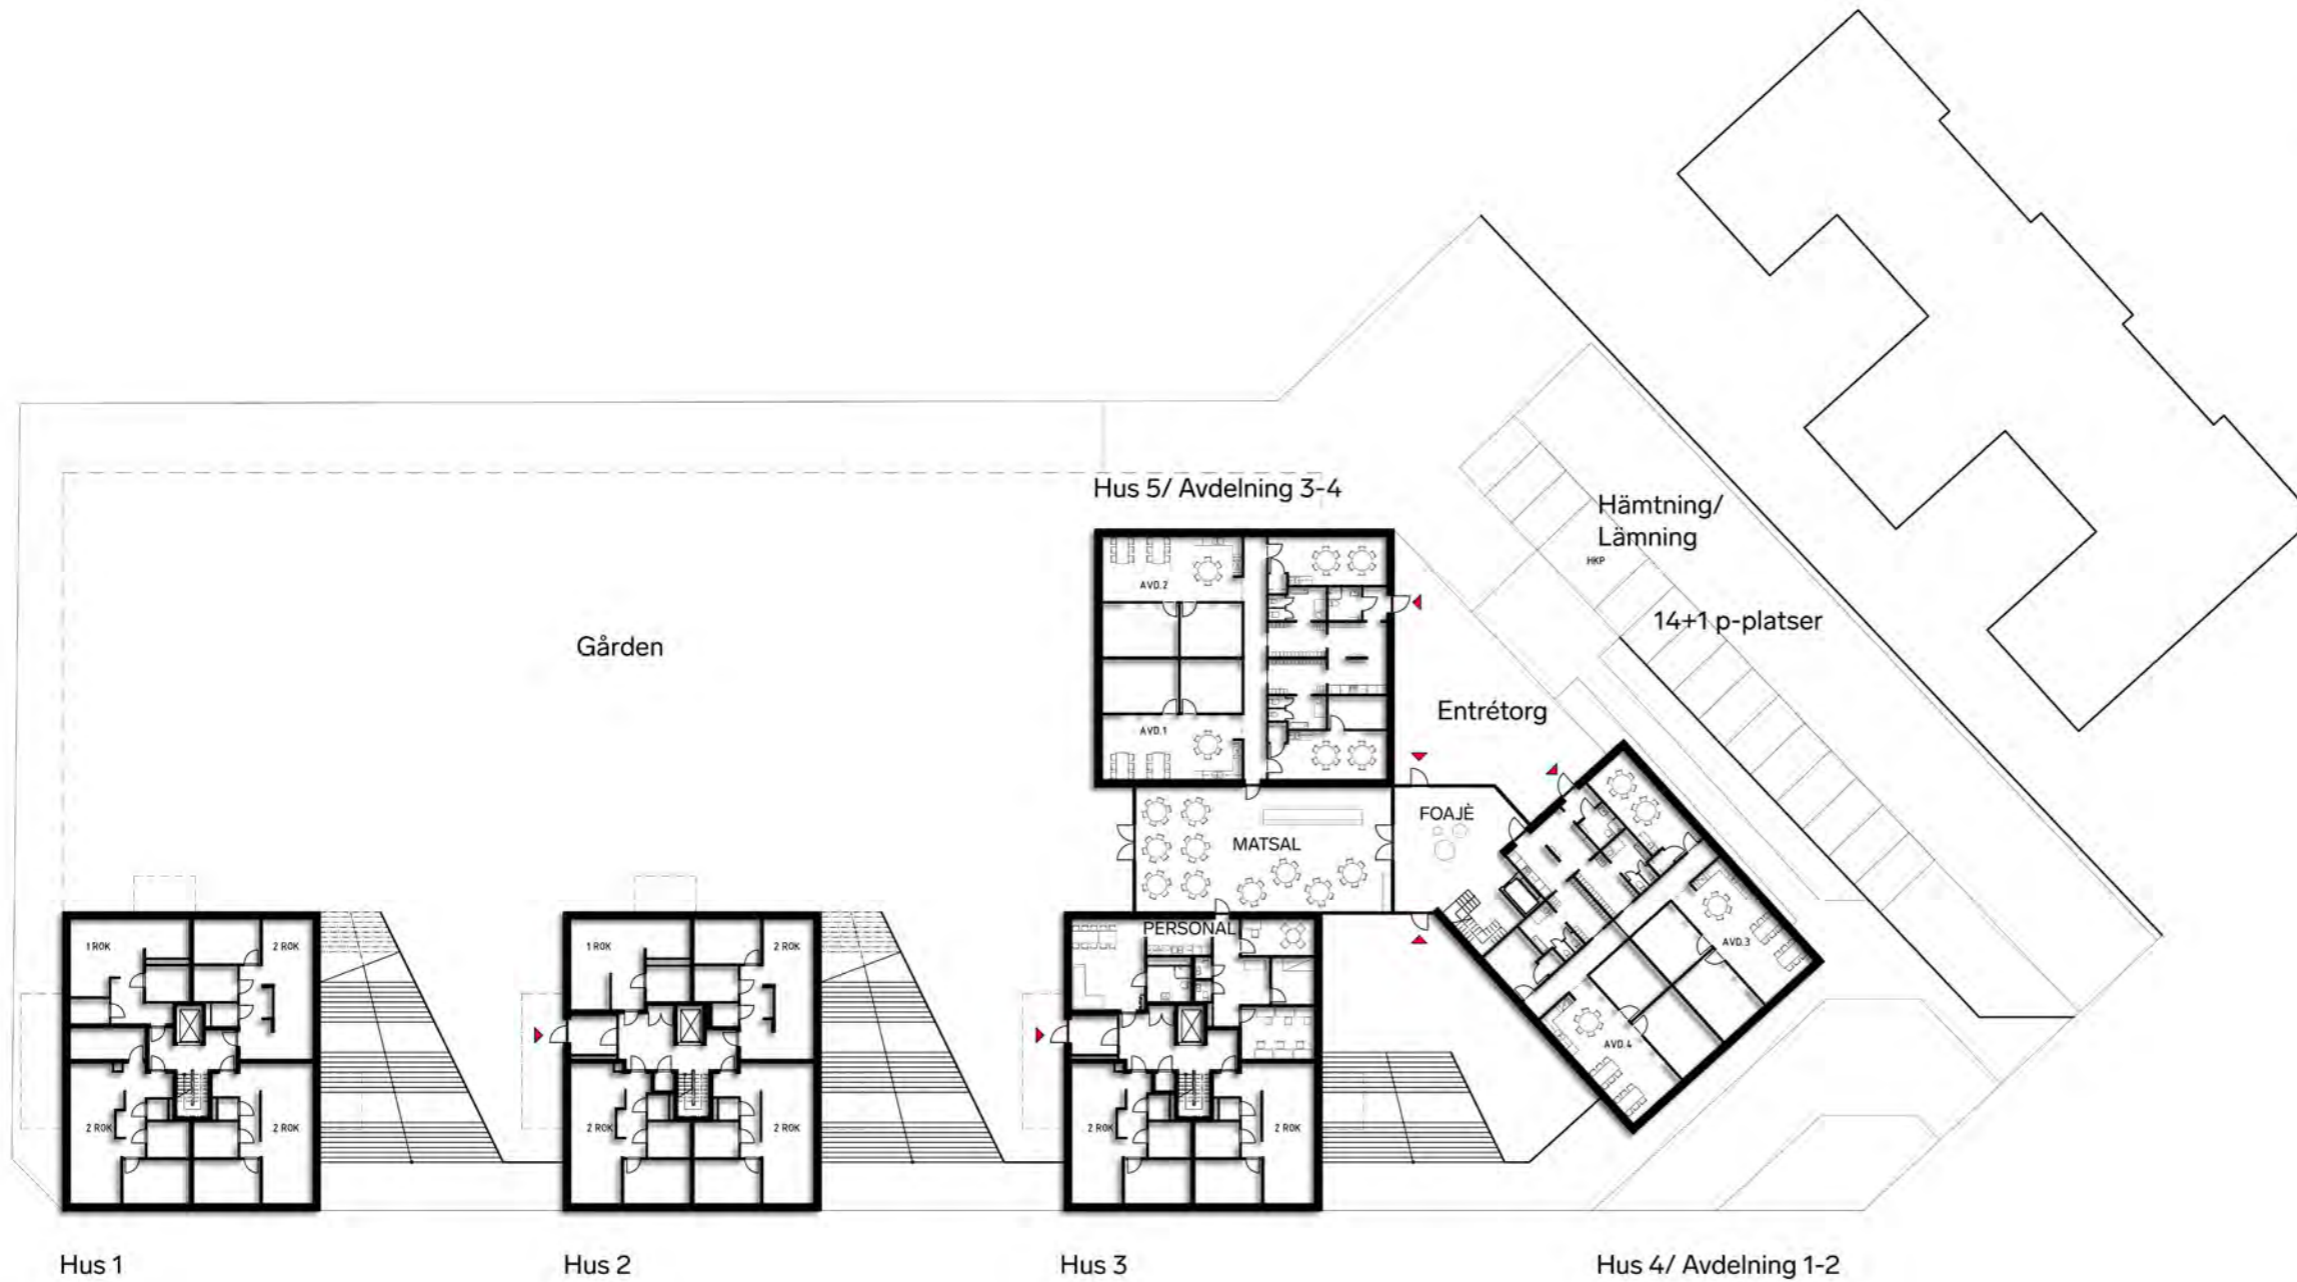 Hus 5/ Avdelning 3-4
Hämtning/
Lämning
HKP
14+1 p-platser
AVD.2
Gården
Entrétorg
AVD.1
FOAJÈ
MATSAL
PERSONAL
1 ROK
2 ROK
1 ROK
2 ROK
AVD.3
AVD.4
2 ROK
2 ROK
2 ROK
2 ROK
2 ROK
2 ROK
Hus 1
Hus 2
Hus 3
Hus 4/ Avdelning 1-2